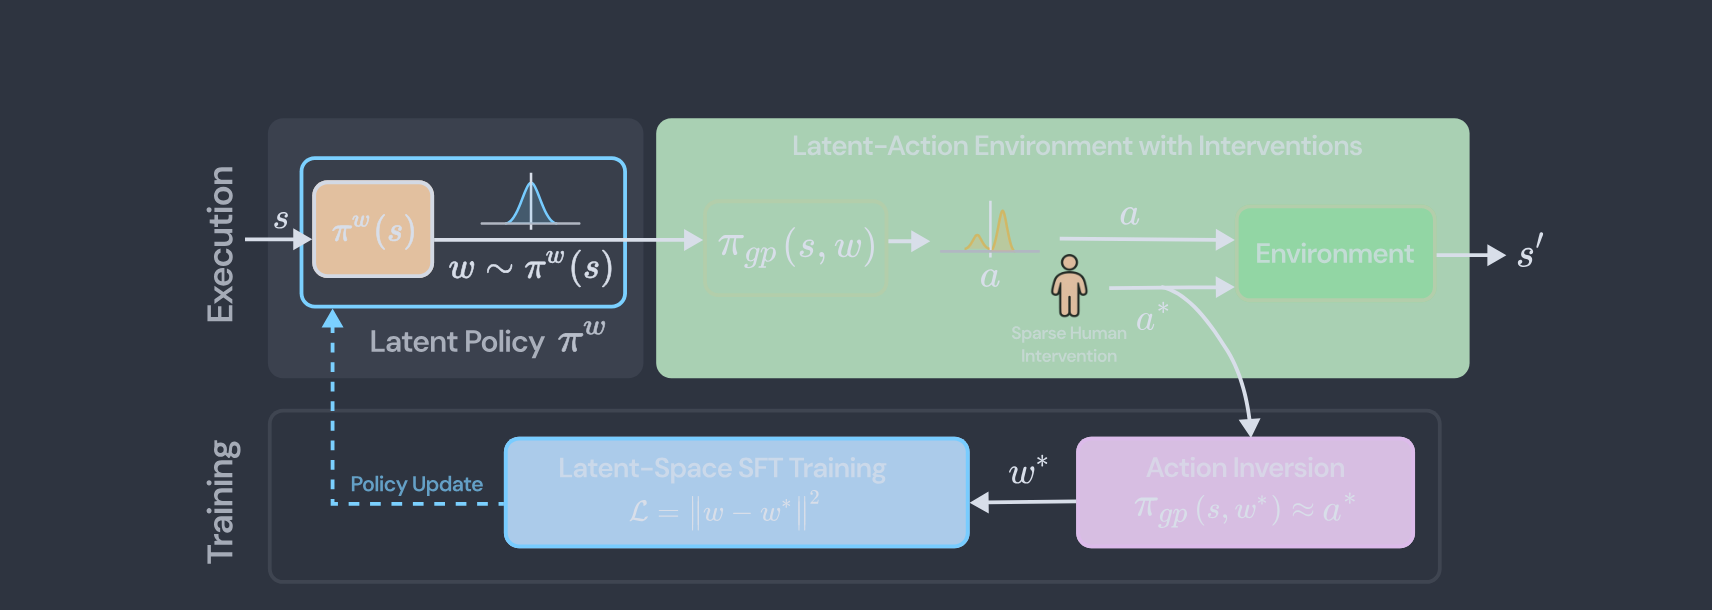 Execution
s
π^w(s)
w ∼ π^w(s)
Latent Policy π^w
Latent-Action Environment with Interventions
π_gp(s, w)
a
a
Sparse Human
Intervention
a*
Environment
s′
Training
Policy Update
Latent-Space SFT Training
ℒ = ‖w − w*‖²
w*
Action Inversion
π_gp(s, w*) ≈ a*